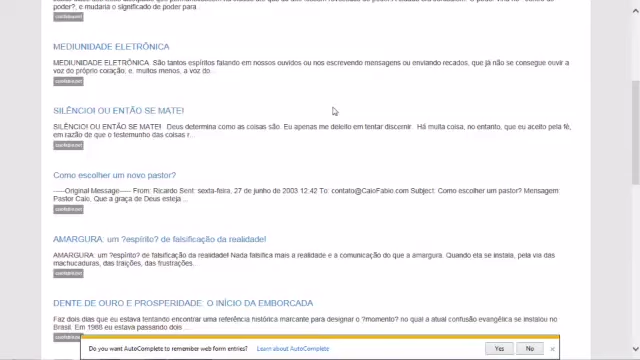 poder?, e mudaria o significado de poder para
MEDIUNIDADE ELETRÔNICA
MEDIUNIDADE ELETRÔNICA São tantos espíritos falando em nossos ouvidos ou nos escrevendo mensagens ou enviando recados, que já não se consegue ouvir a
voz do próprio coração; e, muitos menos, a voz do...
SILÊNCIO! OU ENTÃO SE MATE!
SILÊNCIO! OU ENTÃO SE MATE! Deus determina como as coisas são. Eu apenas me deleito em tentar discernir. Há muita coisa, no entanto, que eu aceito pela fé,
em razão de que o testemunho das coisas r...
Como escolher um novo pastor?
-----Original Message----- From: Ricardo Sent: sexta-feira, 27 de junho de 2003 12:42 To: contato@CaioFabio.com Subject: Como escolher um pastor? Mensagem:
Pastor Caio, Que a graça de Deus esteja ...
AMARGURA: um ?espírito? de falsificação da realidade!
AMARGURA: um ?espírito? de falsificação da realidade! Nada falsifica mais a realidade e a comunicação do que a amargura. Quando ela se instala, pela via das
machucaduras, das traições, das frustrações.
DENTE DE OURO E PROSPERIDADE: O INÍCIO DA EMBORCADA
Faz dois dias que eu estava tentando encontrar uma referência histórica marcante para designar o ?momento? no qual a atual confusão evangélica se instalou no
Brasil. Em 1986 eu estava passando dois ...
Do you want AutoComplete to remember web form entries? Learn about AutoComplete Yes No ×